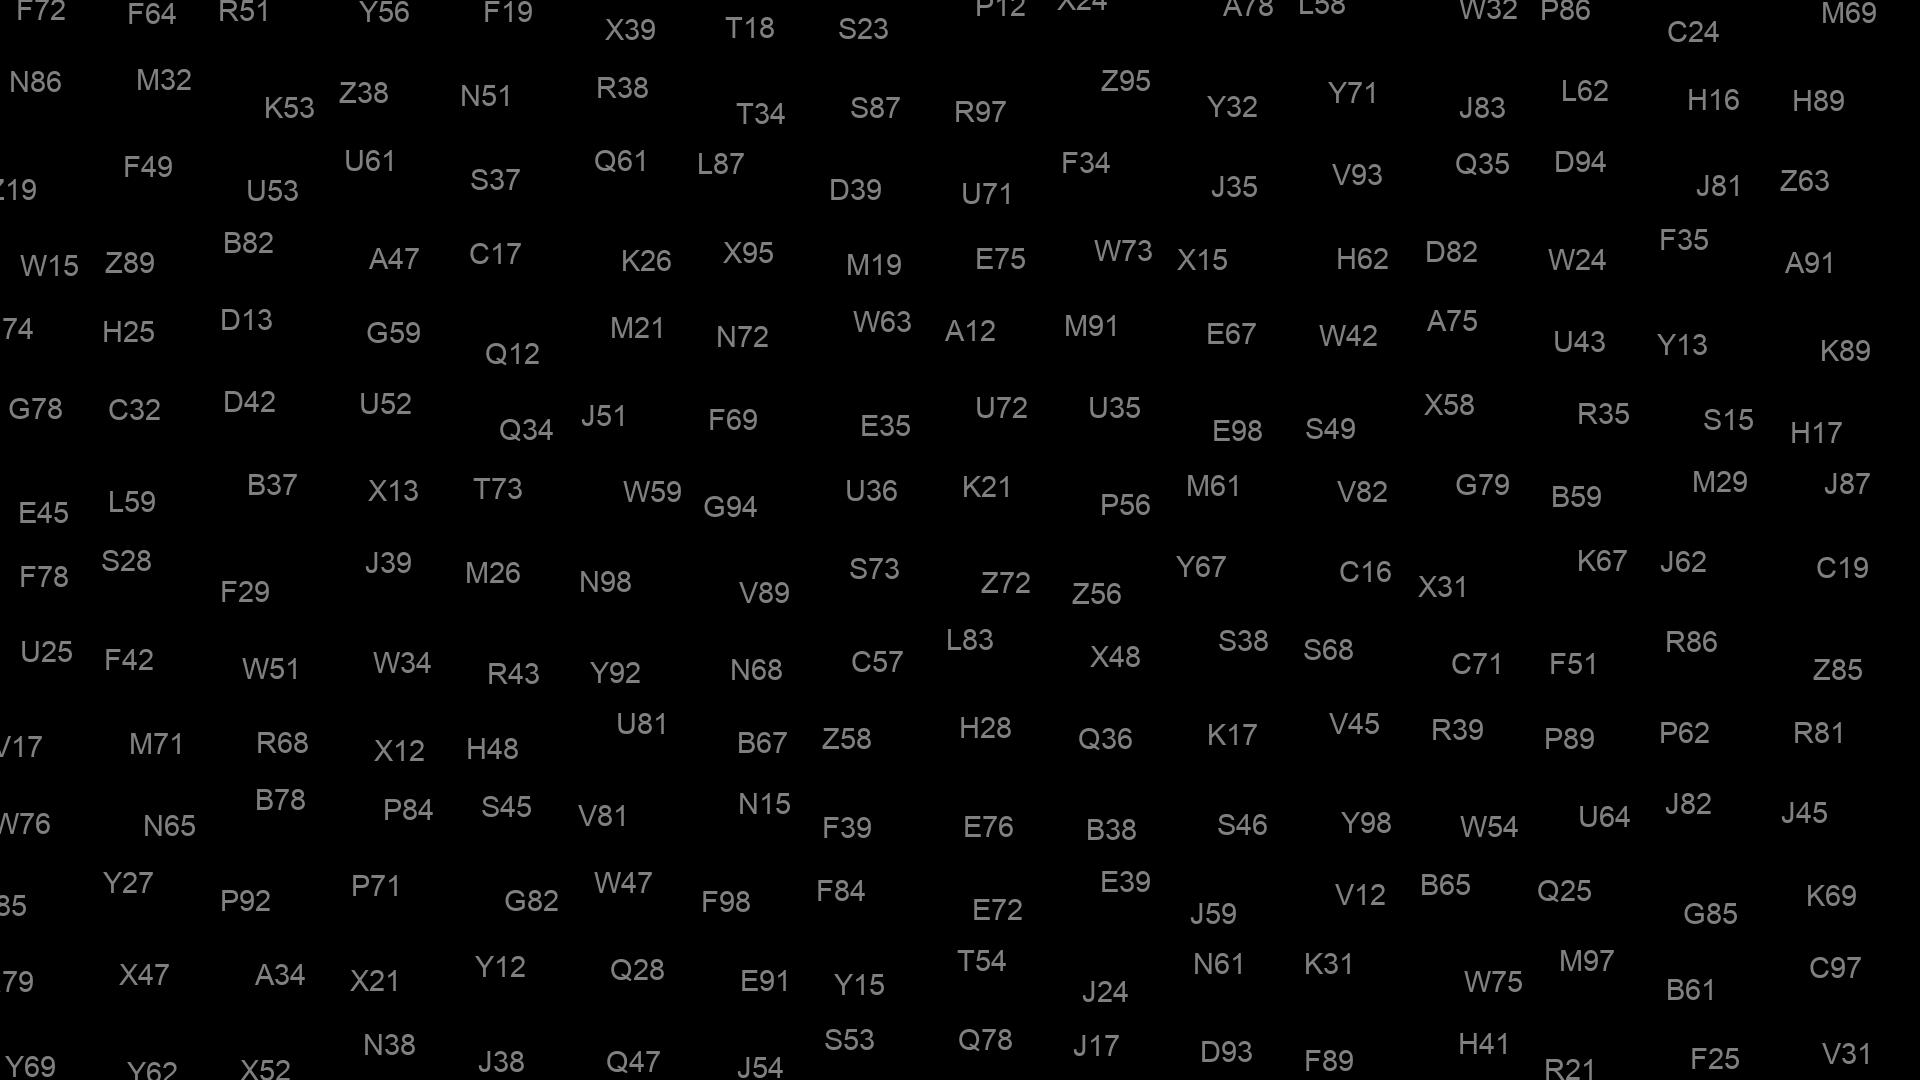 F72 F64 R51 Y56 F19 X39 T18 S23 P12 X24 A78 L58 W32 P86 C24 M69
N86 M32 K53 Z38 N51 R38 T34 S87 R97 Z95 Y32 Y71 J83 L62 H16 H89
Z19 F49 U53 U61 S37 Q61 L87 D39 U71 F34 J35 V93 Q35 D94 J81 Z63
W15 Z89 B82 A47 C17 K26 X95 M19 E75 W73 X15 H62 D82 W24 F35 A91
74 H25 D13 G59 Q12 M21 N72 W63 A12 M91 E67 W42 A75 U43 Y13 K89
G78 C32 D42 U52 Q34 J51 F69 E35 U72 U35 E98 S49 X58 R35 S15 H17
E45 L59 B37 X13 T73 W59 G94 U36 K21 P56 M61 V82 G79 B59 M29 J87
F78 S28 F29 J39 M26 N98 V89 S73 Z72 Z56 Y67 C16 X31 K67 J62 C19
U25 F42 W51 W34 R43 Y92 N68 C57 L83 X48 S38 S68 C71 F51 R86 Z85
V17 M71 R68 X12 H48 U81 B67 Z58 H28 Q36 K17 V45 R39 P89 P62 R81
W76 N65 B78 P84 S45 V81 N15 F39 E76 B38 S46 Y98 W54 U64 J82 J45
85 Y27 P92 P71 G82 W47 F98 F84 E72 E39 J59 V12 B65 Q25 G85 K69
79 X47 A34 X21 Y12 Q28 E91 Y15 T54 J24 N61 K31 W75 M97 B61 C97
Y69 Y62 X52 N38 J38 Q47 J54 S53 Q78 J17 D93 F89 H41 R21 F25 V31